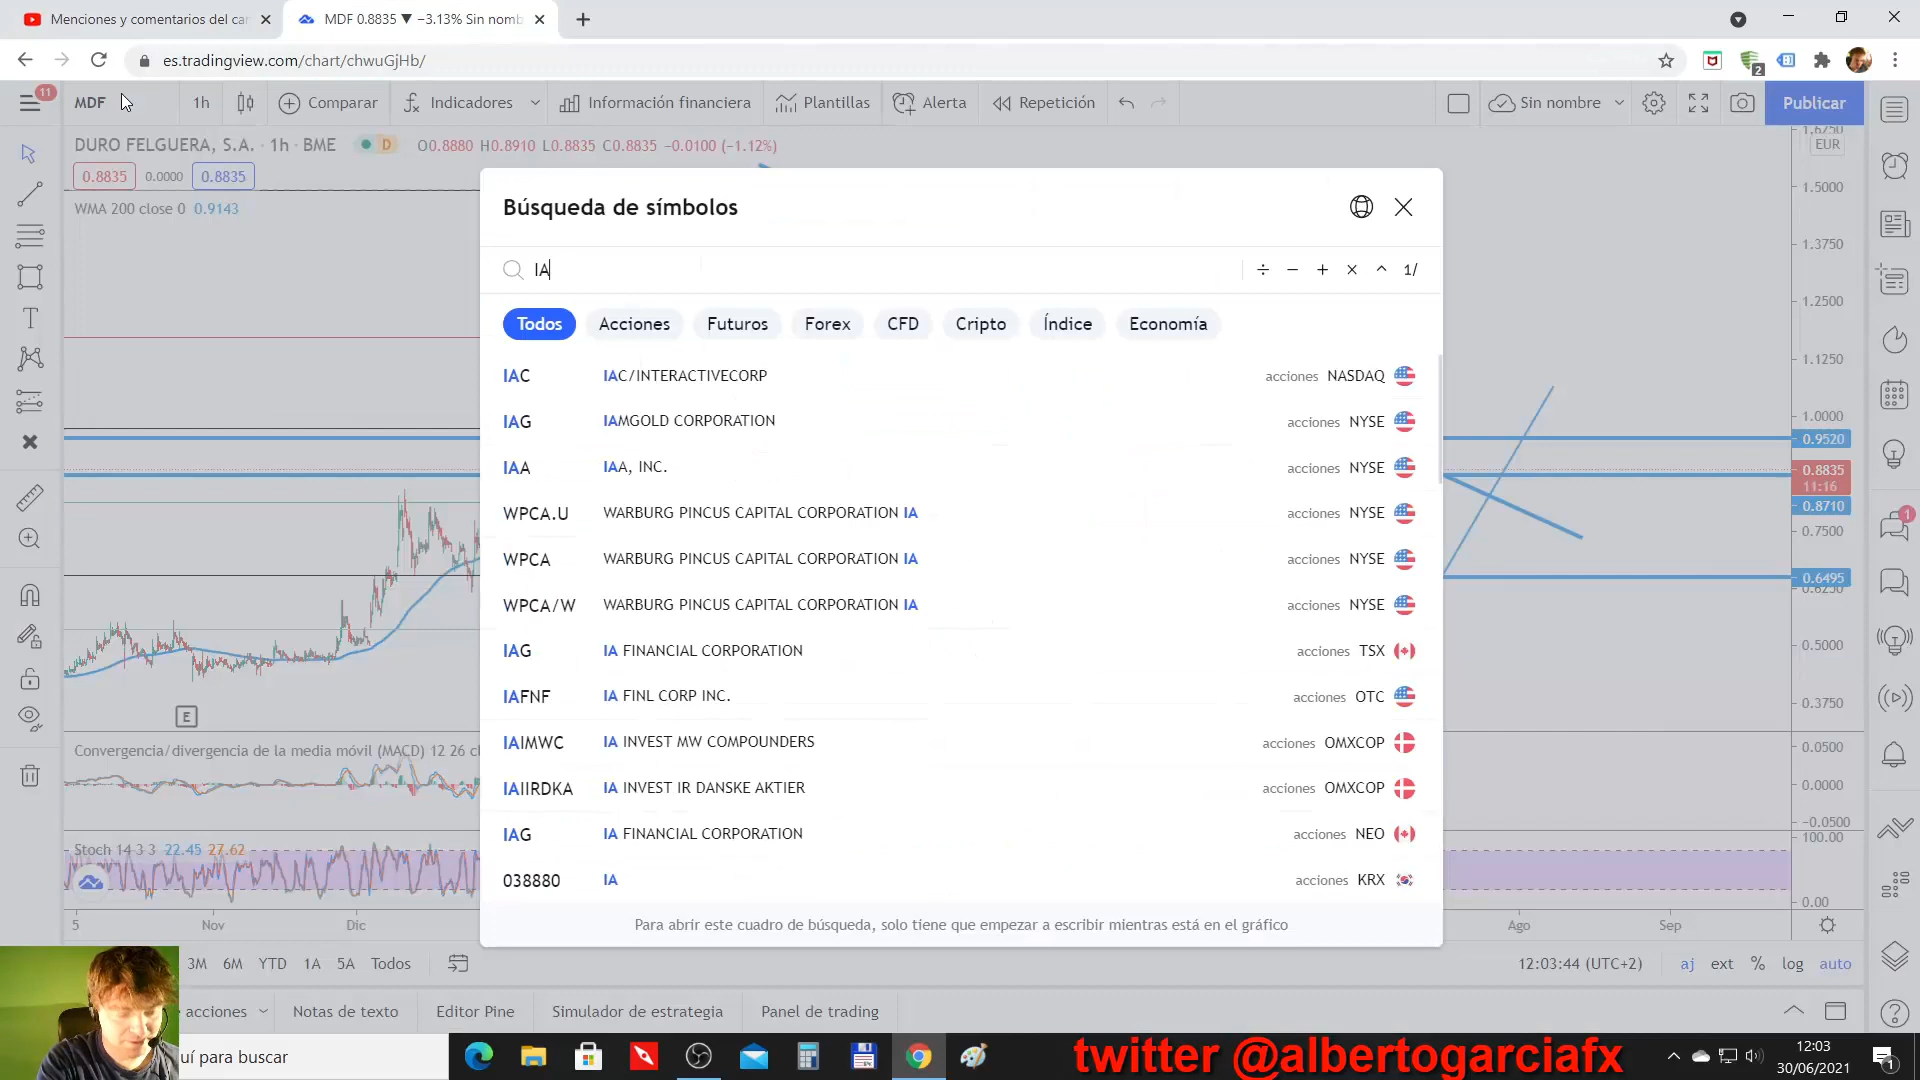 Menciones y comentarios del car
MDF 0.8835 ▼ −3.13% Sin nomb
es.tradingview.com/chart/chwuGjHb/
2
11
MDF
1h
Comparar
Indicadores
Información financiera
Plantillas
Alerta
Repetición
Sin nombre
Publicar
DURO FELGUERA, S.A. · 1h · BME
D
O0.8880 H0.8910 L0.8835 C0.8835 −0.0100 (−1.12%)
0.8835
0.0000
0.8835
WMA 200 close 0 0.9143
Búsqueda de símbolos
IA
÷ − + × ^ 1/
Todos
Acciones
Futuros
Forex
CFD
Cripto
Índice
Economía
IAC IAC/INTERACTIVECORP acciones NASDAQ
IAG IAMGOLD CORPORATION acciones NYSE
IAA IAA, INC. acciones NYSE
WPCA.U WARBURG PINCUS CAPITAL CORPORATION IA acciones NYSE
WPCA WARBURG PINCUS CAPITAL CORPORATION IA acciones NYSE
WPCA/W WARBURG PINCUS CAPITAL CORPORATION IA acciones NYSE
IAG IA FINANCIAL CORPORATION acciones TSX
IAFNF IA FINL CORP INC. acciones OTC
IAIMWC IA INVEST MW COMPOUNDERS acciones OMXCOP
IAIIRDKA IA INVEST IR DANSKE AKTIER acciones OMXCOP
IAG IA FINANCIAL CORPORATION acciones NEO
038880 IA acciones KRX
Para abrir este cuadro de búsqueda, solo tiene que empezar a escribir mientras está en el gráfico
1.6250
EUR
1.5000
1.3750
1.2500
1.1250
1.0000
0.9520
0.8835
11:16
0.8710
0.7500
0.6495
0.6250
0.5000
0.3750
0.0500
0.0000
−0.0500
100.00
0.00
1
E
Convergencia/divergencia de la media móvil (MACD) 12 26 cl
Stoch 14 3 3 22.45 27.62
5
Nov
Dic
Ago
Sep
3M
6M
YTD
1A
5A
Todos
12:03:44 (UTC+2)
aj
ext
%
log
auto
acciones
Notas de texto
Editor Pine
Simulador de estrategia
Panel de trading
uí para buscar
twitter @albertogarciafx
12:03
30/06/2021
1